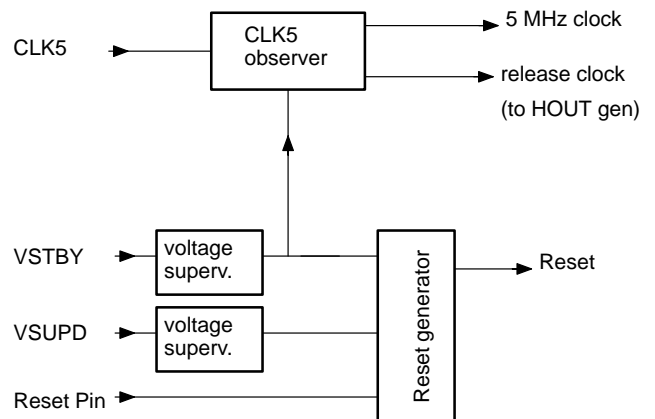 CLK5
CLK5
observer
5 MHz clock
release clock
(to HOUT gen)
VSTBY
voltage
superv.
VSUPD
voltage
superv.
Reset Pin
Reset generator
Reset